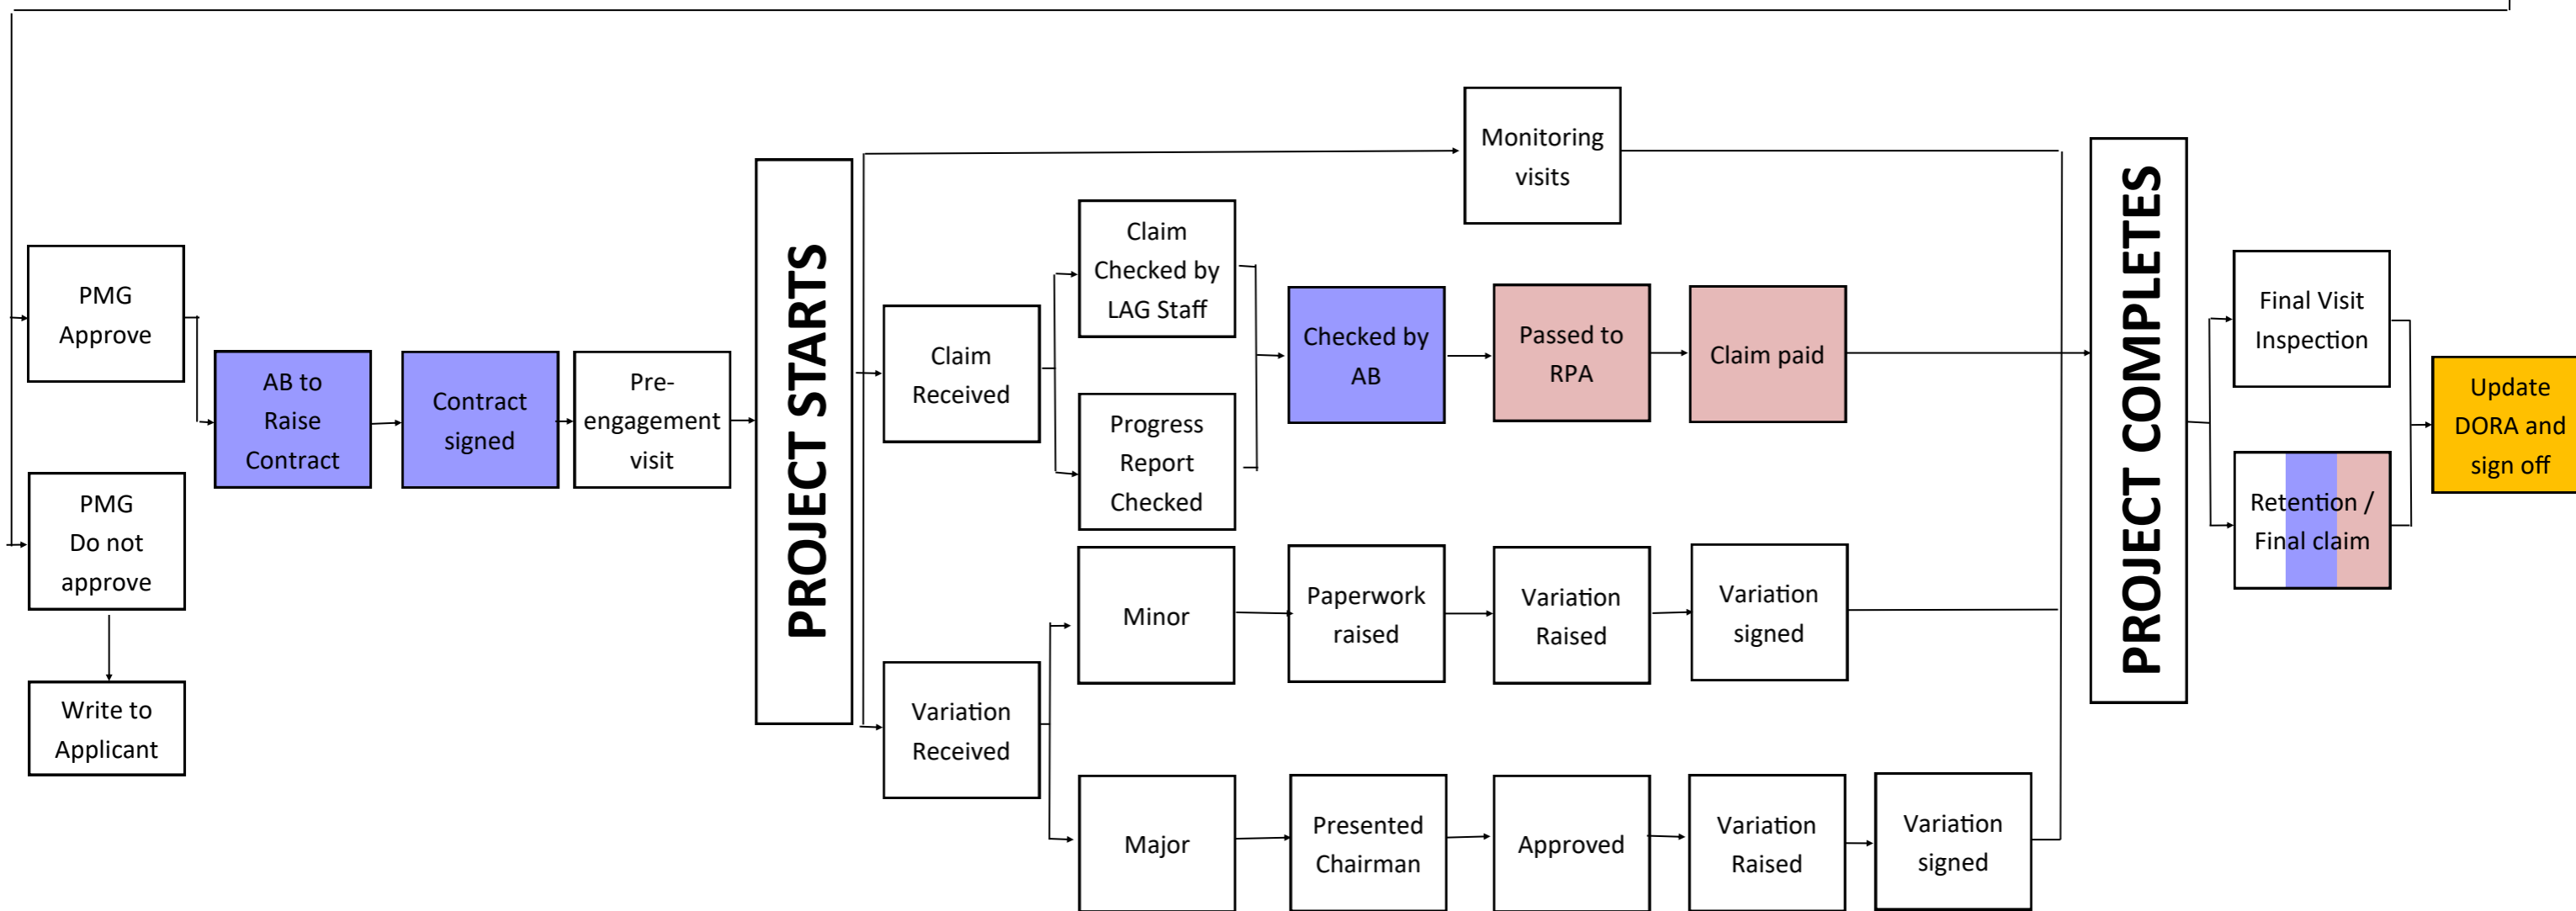 PMG
Approve
PMG
Do not
approve
Write to
Applicant
AB to
Raise
Contract
Contract
signed
Pre-
engagement
visit
PROJECT STARTS
Monitoring
visits
Claim
Received
Claim
Checked by
LAG Staff
Progress
Report
Checked
Checked by
AB
Passed to
RPA
Claim paid
Variation
Received
Minor
Paperwork
raised
Variation
Raised
Variation
signed
Major
Presented
Chairman
Approved
Variation
Raised
Variation
signed
PROJECT COMPLETES
Final Visit
Inspection
Retention /
Final claim
Update
DORA and
sign off